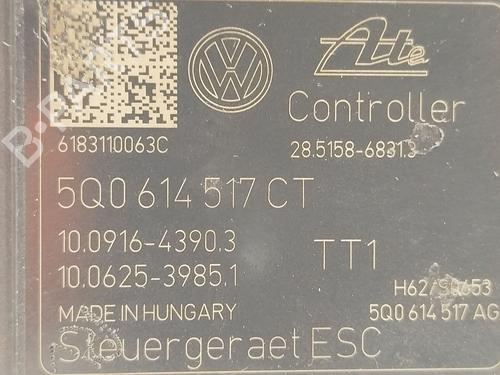 Ate
Controller
6183110063C
28.5158-6831.3
5Q0 614 517 CT
10.0916-4390.3
TT1
10.0625-3985.1
MADE IN HUNGARY
5Q0 614 517 AG
Steuergeraet ESC